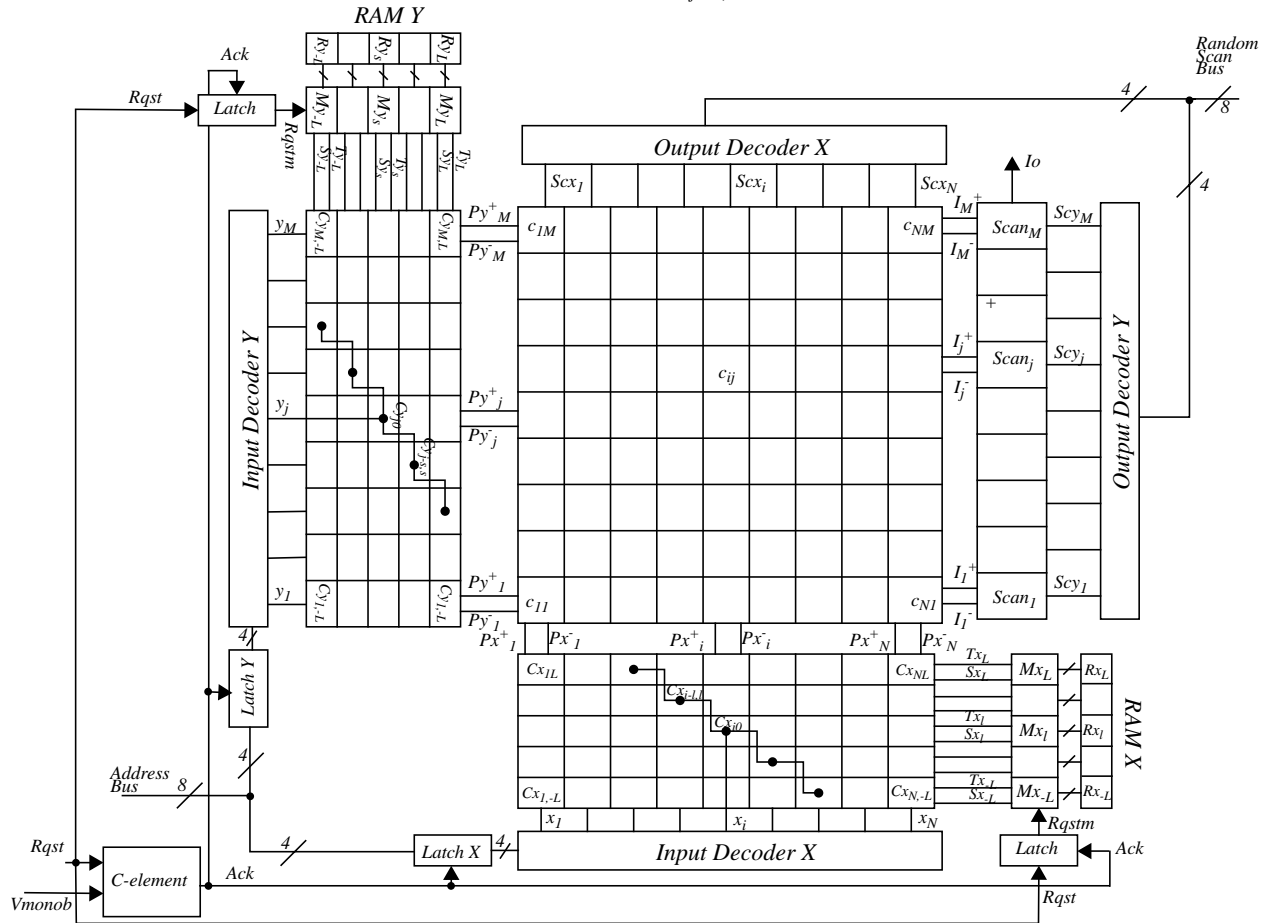 RAM Y
Ry-L
Rys
RyL
Ack
Rqst
Latch
Rqstm
My-L
Mys
MyL
Sy-L
Ty-L
Sys
Tys
SyL
TyL
Random
Scan
Bus
4
8
4
Output Decoder X
Io
Scx1
Scxi
ScxN
Input Decoder Y
yM
CyM,-L
CyM,L
Py+M
Py-M
c1M
cNM
IM+
IM-
ScanM
ScyM
+
cij
Ij+
Ij-
Scanj
Scyj
Output Decoder Y
yj
Cyj0
Cyj-s,s
Py+j
Py-j
y1
Cy1,-L
Cy1,-L
Py+1
Py-1
c11
cN1
I1+
I1-
Scan1
Scy1
4
Px+1
Px-1
Px+i
Px-i
Px+N
Px-N
Latch Y
Cx1L
CxNL
TxL
SxL
MxL
RxL
Cxi-l,l
Cxi0
Txl
Sxl
Mxl
Rxl
RAM X
4
Address
Bus
8
Cx1,-L
CxN,-L
Tx-L
Sx-L
Mx-L
Rx-L
x1
xi
xN
Rqstm
Rqst
4
Latch X
4
Input Decoder X
Latch
Ack
C-element
Ack
Vmonob
Rqst